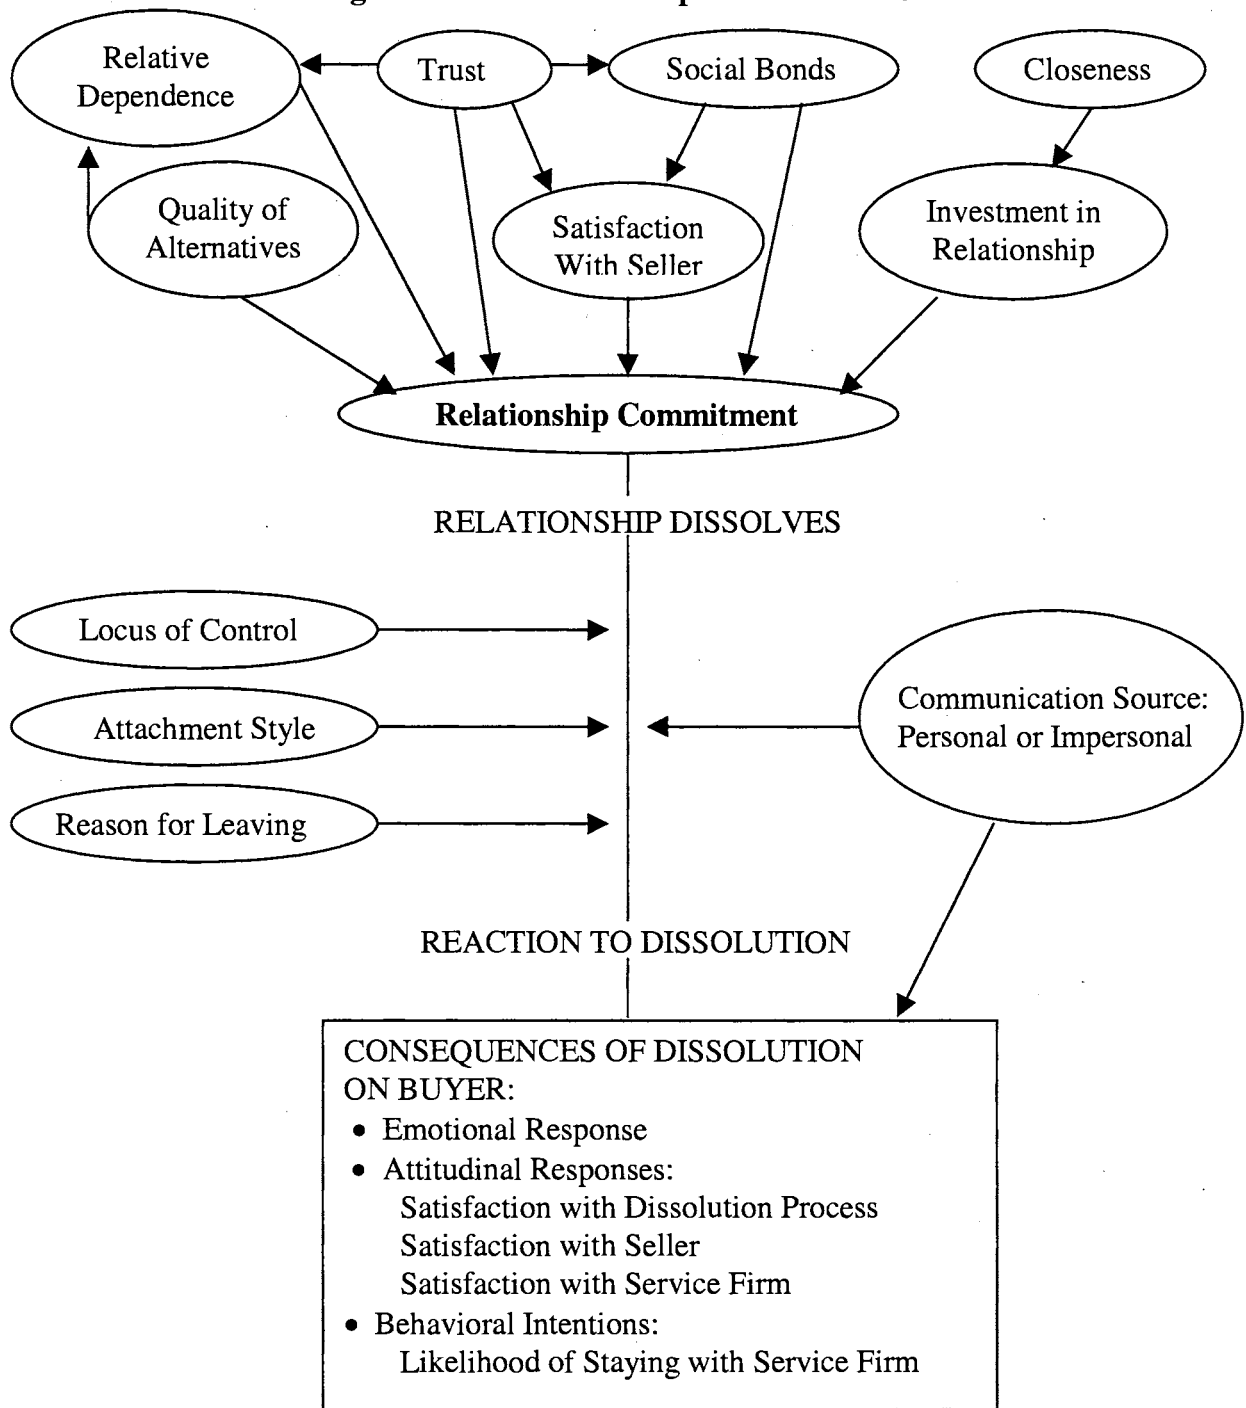 Relative
Dependence
Trust
Social Bonds
Closeness
Quality of
Alternatives
Satisfaction
With Seller
Investment in
Relationship
Relationship Commitment
RELATIONSHIP DISSOLVES
Locus of Control
Attachment Style
Communication Source:
Personal or Impersonal
Reason for Leaving
REACTION TO DISSOLUTION
CONSEQUENCES OF DISSOLUTION
ON BUYER:
• Emotional Response
• Attitudinal Responses:
Satisfaction with Dissolution Process
Satisfaction with Seller
Satisfaction with Service Firm
• Behavioral Intentions:
Likelihood of Staying with Service Firm